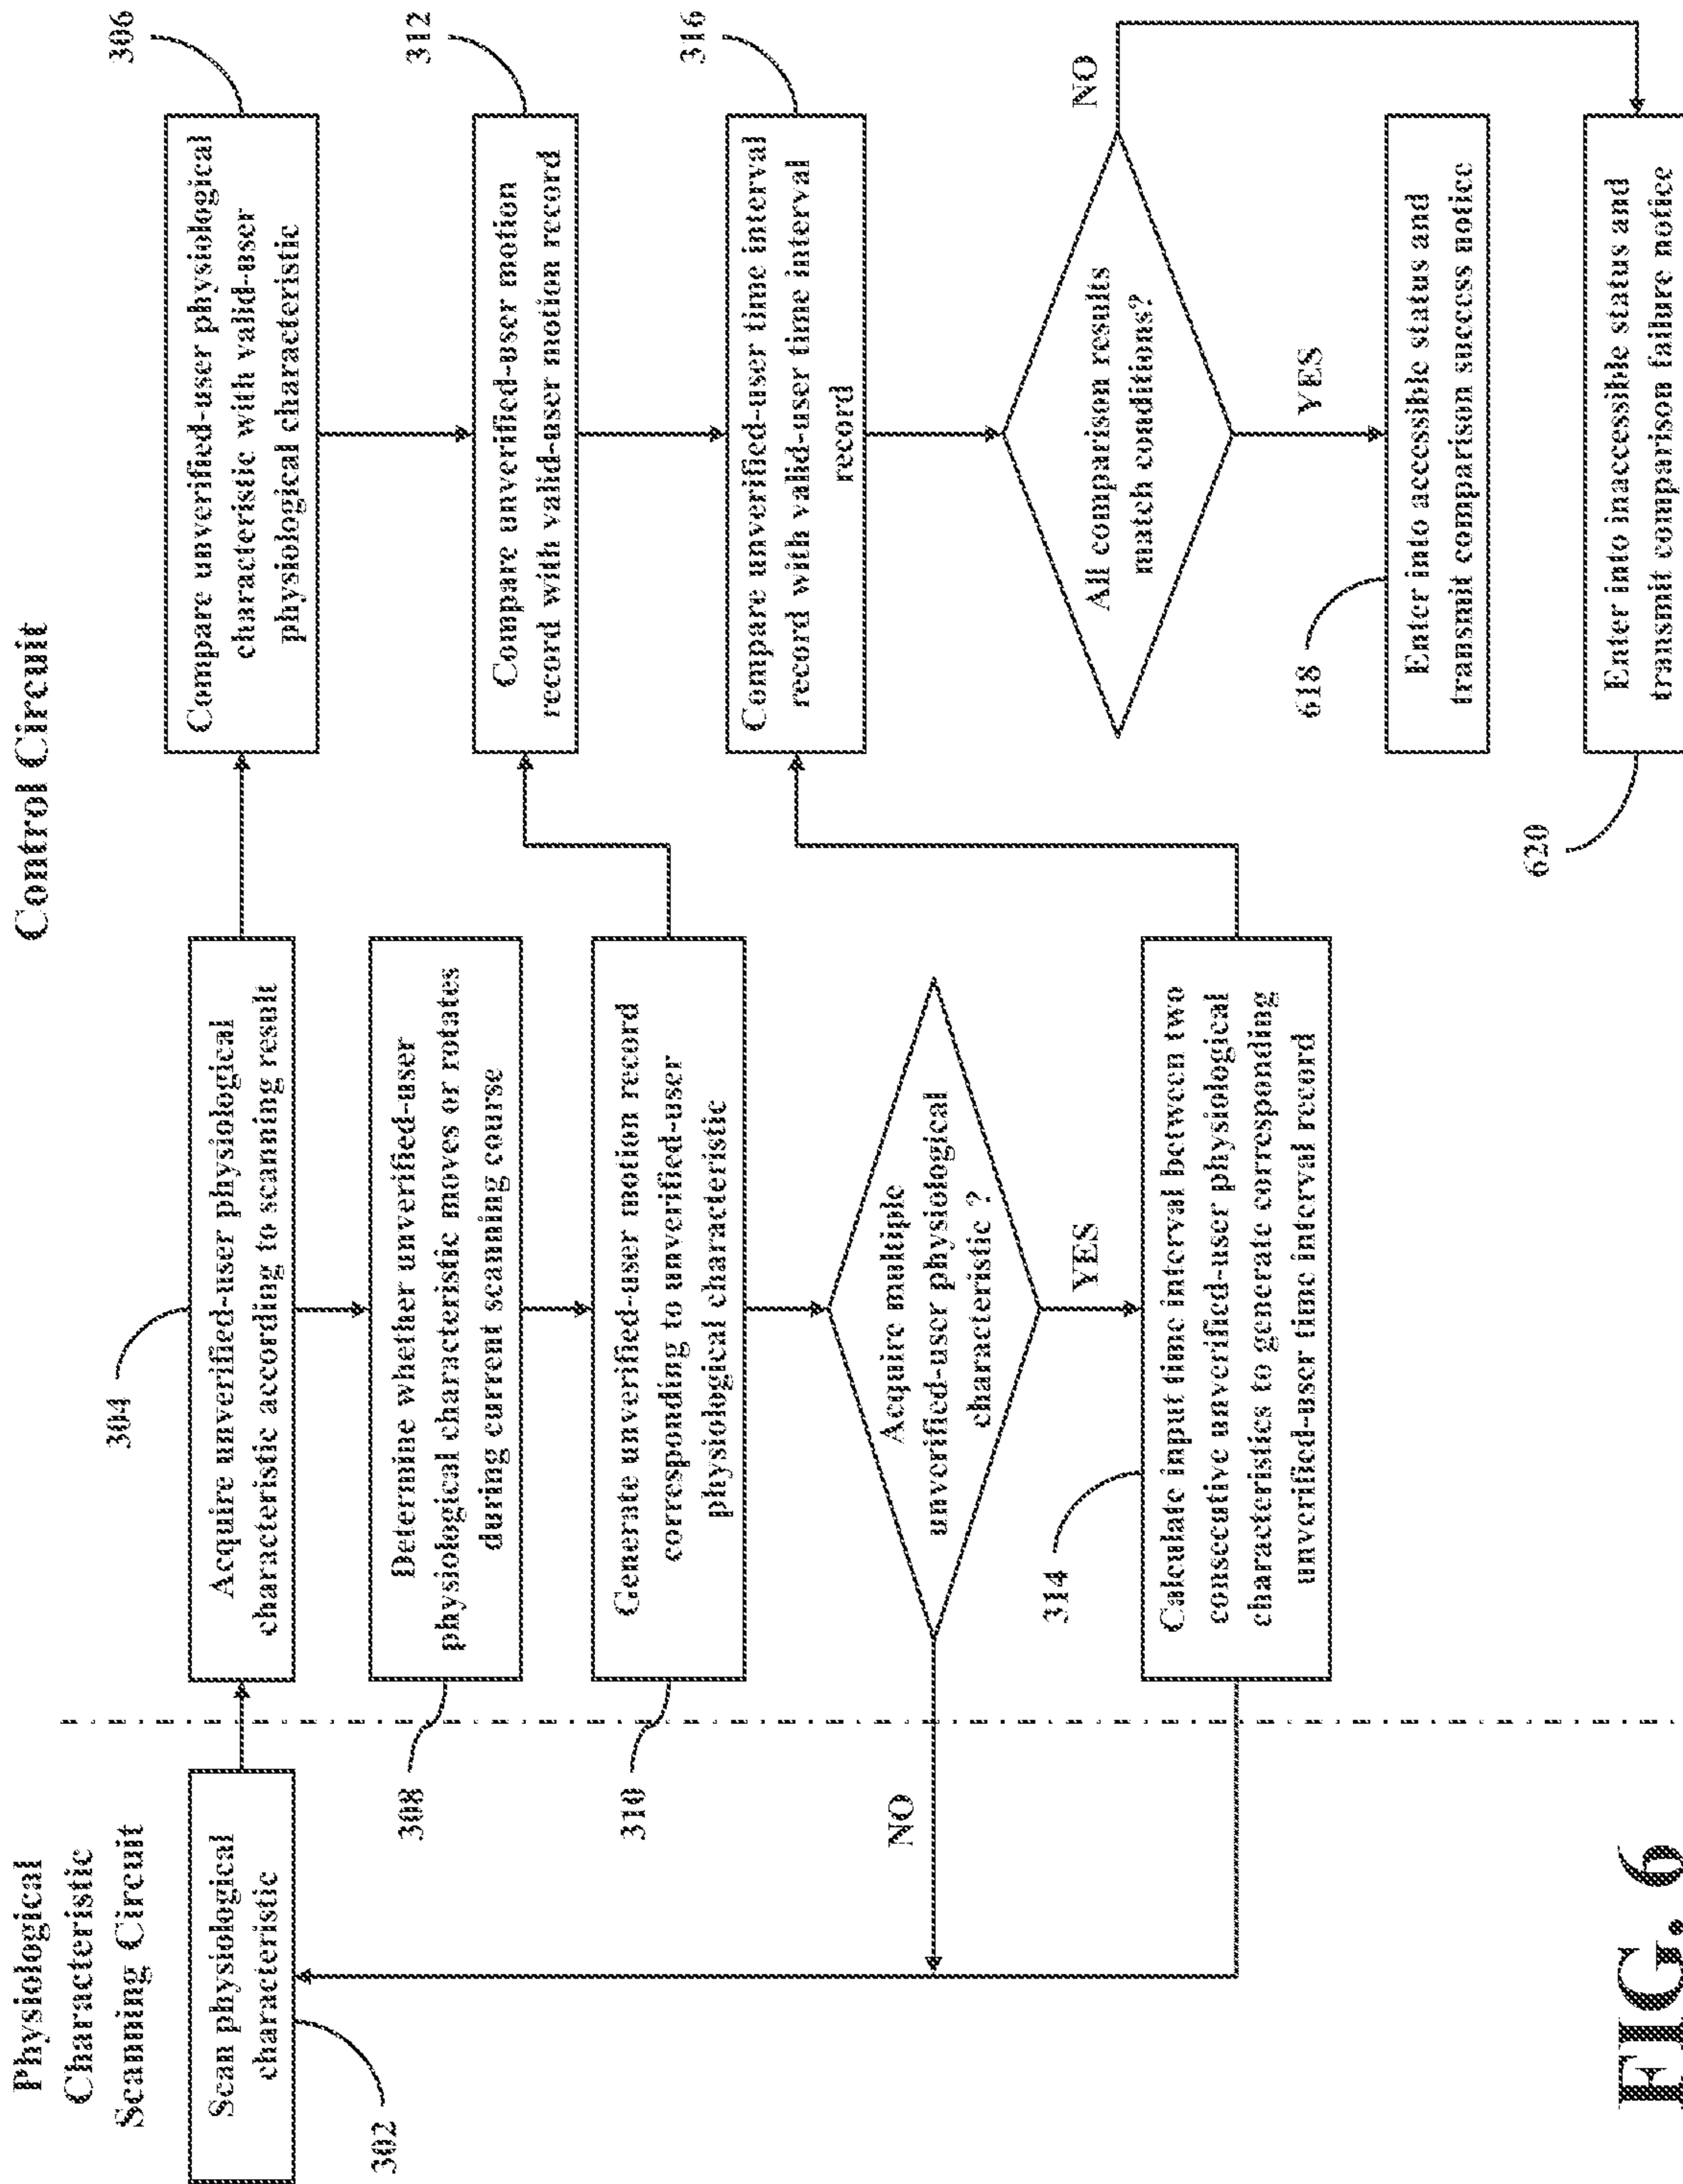 Physiological
Characteristic
Scanning Circuit
Control Circuit
Scan physiological
characteristic
302
304
Acquire unverified-user physiological
characteristic according to scanning result
Compare unverified-user physiological
characteristic with valid-user
physiological characteristic
306
308
Determine whether unverified-user
physiological characteristic moves or rotates
during current scanning course
310
Generate unverified-user motion record
corresponding to unverified-user
physiological characteristic
Compare unverified-user motion
record with valid-user motion record
312
Acquire multiple
unverified-user physiological
characteristic ?
NO
YES
314
Calculate input time interval between two
consecutive unverified-user physiological
characteristics to generate corresponding
unverified-user time interval record
Compare unverified-user time interval
record with valid-user time interval
record
316
All comparison results
match conditions?
NO
YES
618
Enter into accessible status and
transmit comparison success notice
620
Enter into inaccessible status and
transmit comparison failure notice
FIG. 6